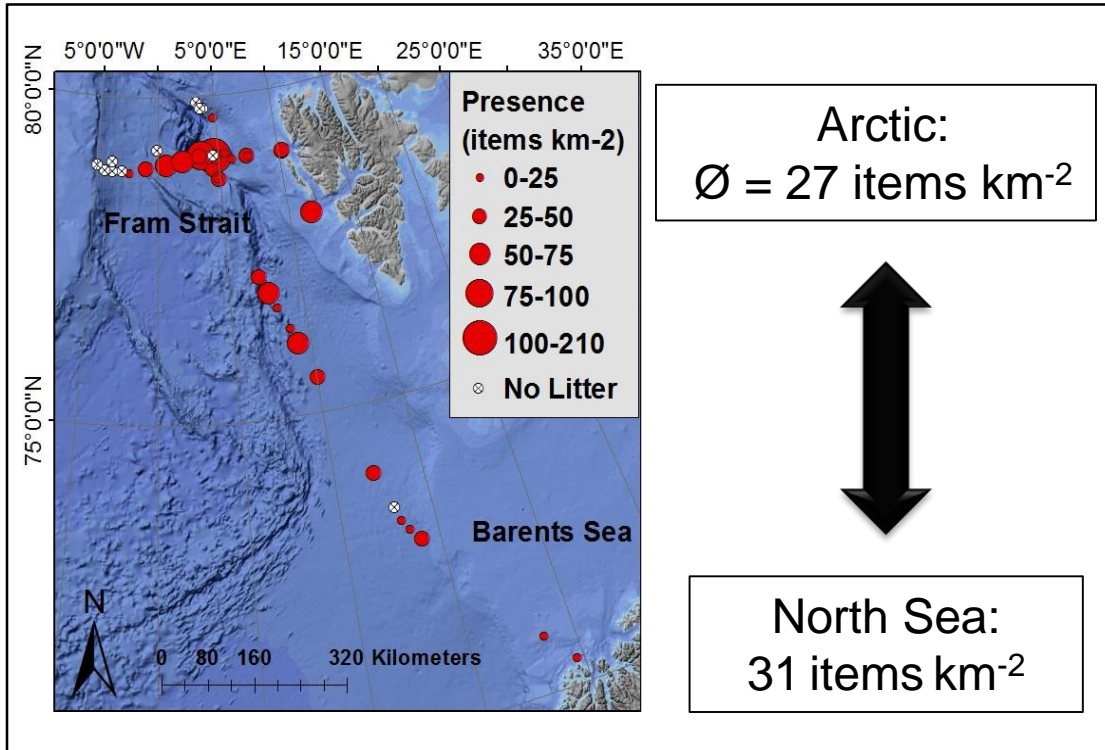 5°0'0"W 5°0'0"E 15°0'0"E 25°0'0"E 35°0'0"E
80°0'0"N
75°0'0"N
Presence
(items km-2)
0-25
25-50
50-75
75-100
100-210
No Litter
Fram Strait
Barents Sea
N
0 80 160 320 Kilometers
Arctic:
Ø = 27 items km⁻²
North Sea:
31 items km⁻²